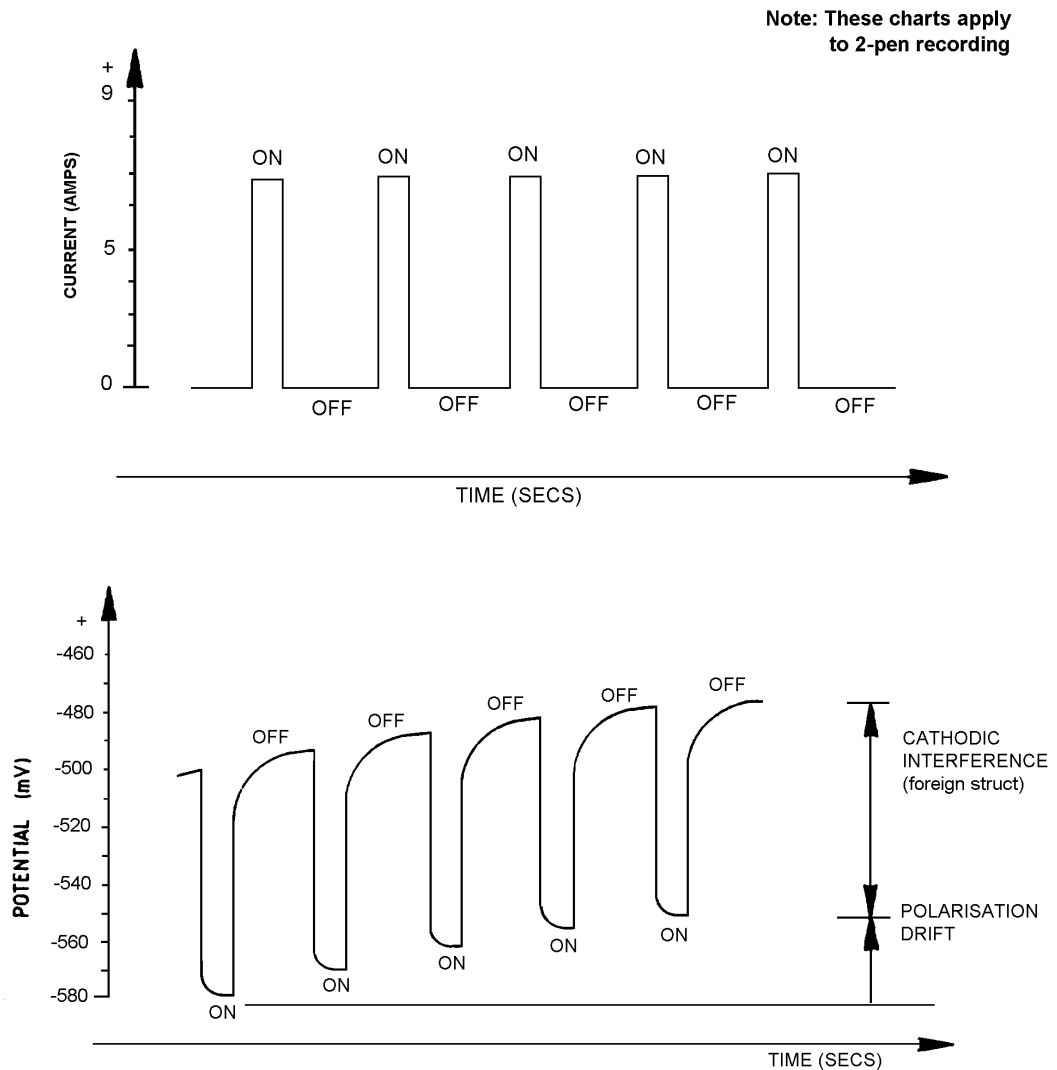 Note: These charts apply
to 2-pen recording
+
9
5
0
CURRENT (AMPS)
ON
ON
ON
ON
ON
OFF
OFF
OFF
OFF
OFF
TIME (SECS)
+
-460
-480
-500
-520
-540
-560
-580
POTENTIAL (mV)
OFF
OFF
OFF
OFF
OFF
ON
ON
ON
ON
ON
CATHODIC
INTERFERENCE
(foreign struct)
POLARISATION
DRIFT
TIME (SECS)